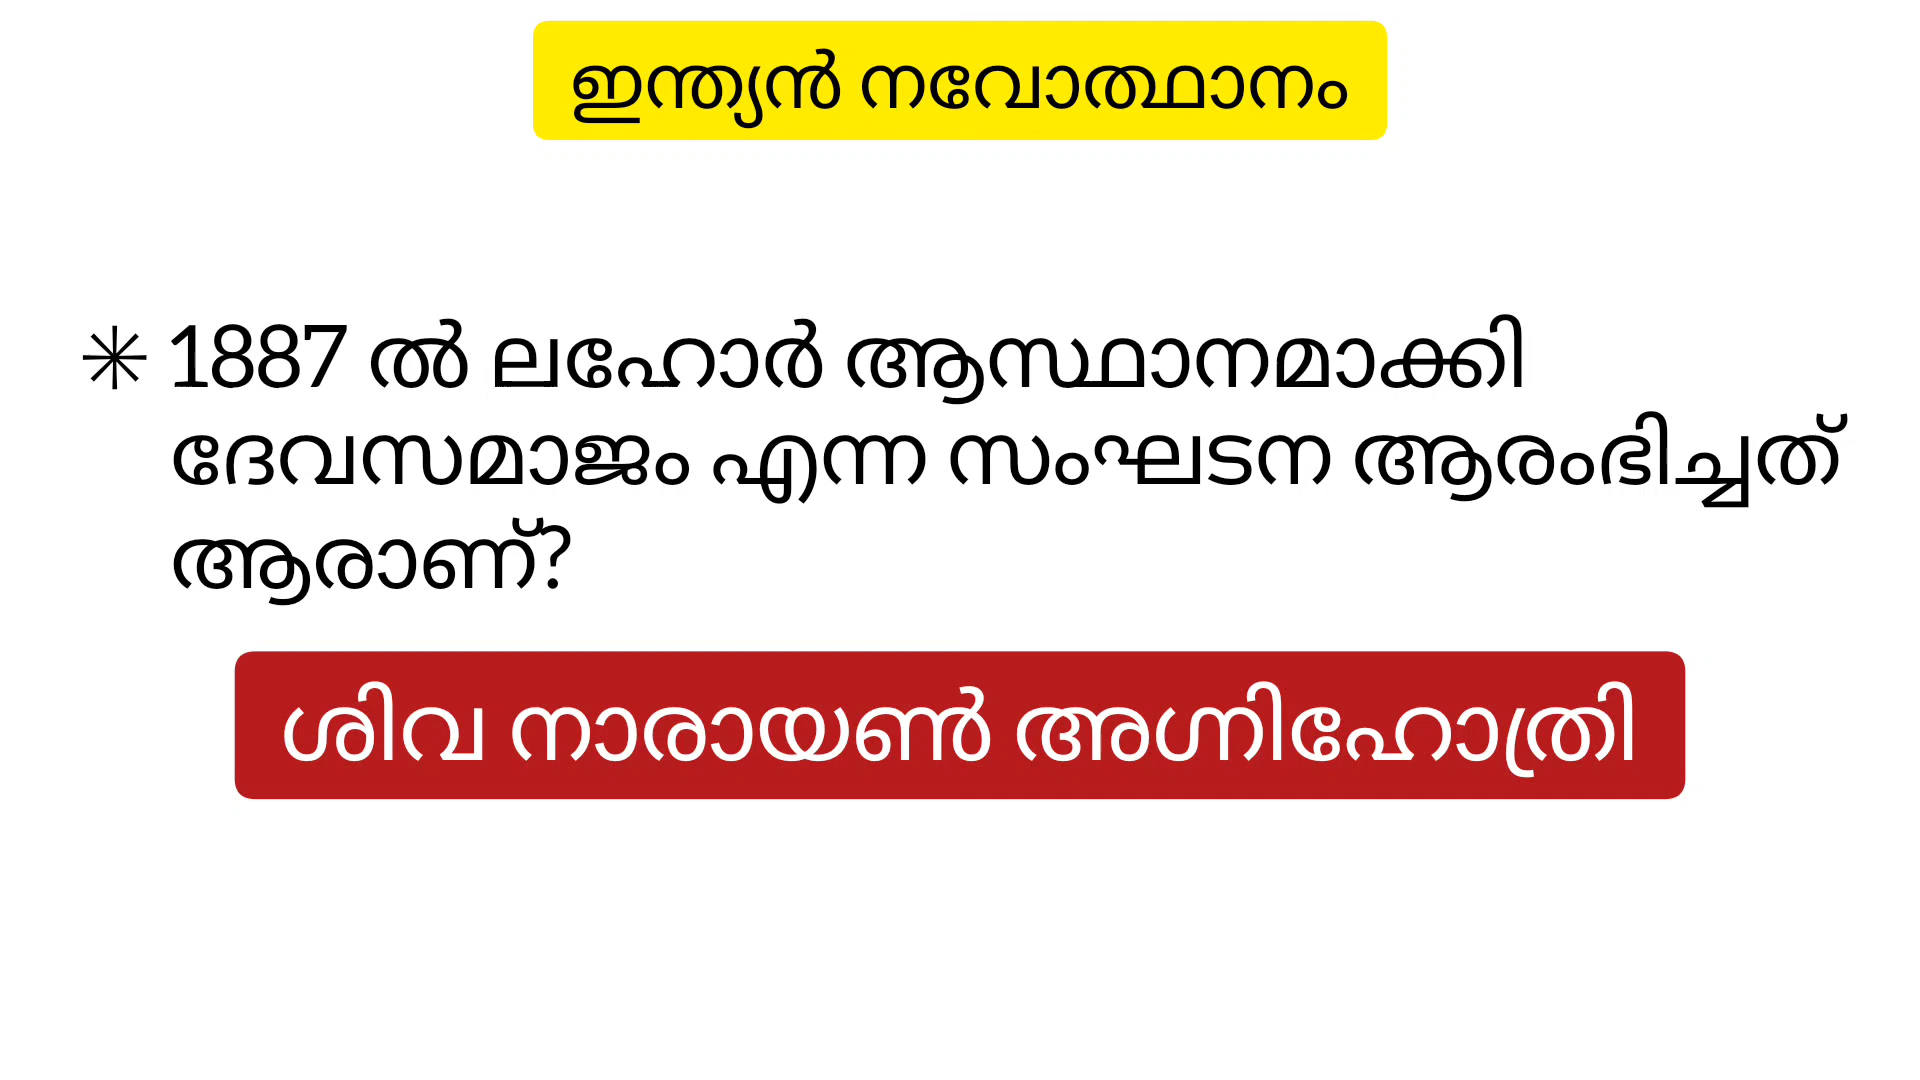 ഇന്ത്യൻ നവോത്ഥാനം
✳ 1887 ൽ ലഹോർ ആസ്ഥാനമാക്കി
ദേവസമാജം എന്ന സംഘടന ആരംഭിച്ചത്
ആരാണ്?
ശിവ നാരായൺ അഗ്നിഹോത്രി